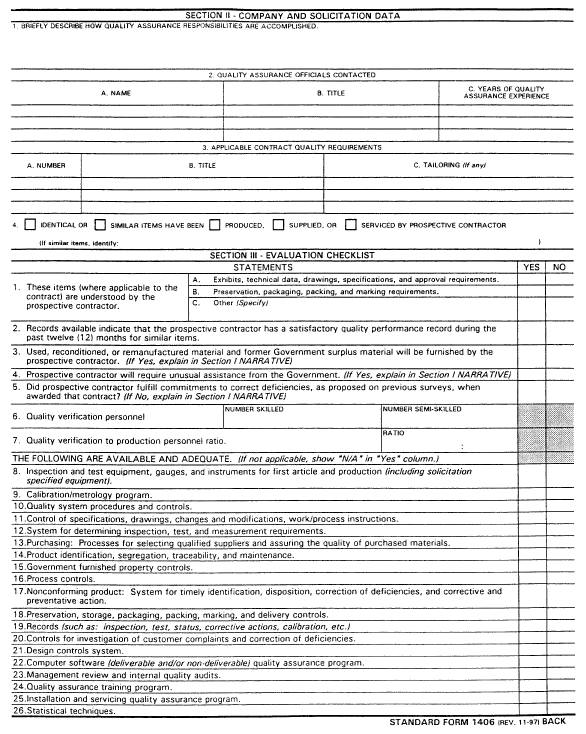 SECTION II - COMPANY AND SOLICITATION DATA
1. BRIEFLY DESCRIBE HOW QUALITY ASSURANCE RESPONSIBILITIES ARE ACCOMPLISHED.
2. QUALITY ASSURANCE OFFICIALS CONTACTED
A. NAME
B. TITLE
C. YEARS OF QUALITY
ASSURANCE EXPERIENCE
3. APPLICABLE CONTRACT QUALITY REQUIREMENTS
A. NUMBER
B. TITLE
C. TAILORING (If any)
4. IDENTICAL OR SIMILAR ITEMS HAVE BEEN PRODUCED, SUPPLIED, OR SERVICED BY PROSPECTIVE CONTRACTOR
(If similar items, identify: )
SECTION III - EVALUATION CHECKLIST
STATEMENTS YES NO
1. These items (where applicable to the
contract) are understood by the
prospective contractor.
A. Exhibits, technical data, drawings, specifications, and approval requirements.
B. Preservation, packaging, packing, and marking requirements.
C. Other (Specify)
2. Records available indicate that the prospective contractor has a satisfactory quality performance record during the
past twelve (12) months for similar items.
3. Used, reconditioned, or remanufactured material and former Government surplus material will be furnished by the
prospective contractor. (If Yes, explain in Section I NARRATIVE)
4. Prospective contractor will require unusual assistance from the Government. (If Yes, explain in Section I NARRATIVE)
5. Did prospective contractor fulfill commitments to correct deficiencies, as proposed on previous surveys, when
awarded that contract? (If No, explain in Section I NARRATIVE)
6. Quality verification personnel
NUMBER SKILLED
NUMBER SEMI-SKILLED
7. Quality verification to production personnel ratio.
RATIO
:
THE FOLLOWING ARE AVAILABLE AND ADEQUATE. (If not applicable, show "N/A" in "Yes" column.)
8. Inspection and test equipment, gauges, and instruments for first article and production (including solicitation
specified equipment).
9. Calibration/metrology program.
10.Quality system procedures and controls.
11.Control of specifications, drawings, changes and modifications, work/process instructions.
12.System for determining inspection, test, and measurement requirements.
13.Purchasing: Processes for selecting qualified suppliers and assuring the quality of purchased materials.
14.Product identification, segregation, traceability, and maintenance.
15.Government furnished property controls.
16.Process controls.
17.Nonconforming product: System for timely identification, disposition, correction of deficiencies, and corrective and
preventative action.
18.Preservation, storage, packaging, packing, marking, and delivery controls.
19.Records (such as: inspection, test, status, corrective actions, calibration, etc.)
20.Controls for investigation of customer complaints and correction of deficiencies.
21.Design controls system.
22.Computer software (deliverable and/or non-deliverable) quality assurance program.
23.Management review and internal quality audits.
24.Quality assurance training program.
25.Installation and servicing quality assurance program.
26.Statistical techniques.
STANDARD FORM 1406 (REV. 11-97) BACK